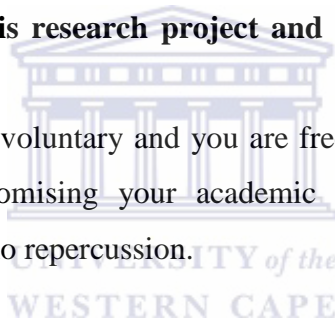 is research project and
voluntary and you are fre
omising your academic
o repercussion.
UNIVERSITY of the
WESTERN CAPE